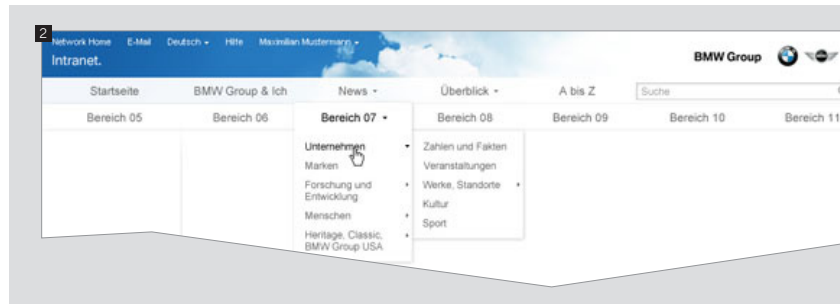 2
Network Home E-Mail Deutsch Hilfe Maximilian Mustermann
Intranet.
BMW Group
Startseite BMW Group & Ich News Überblick A bis Z Suche
Bereich 05 Bereich 06 Bereich 07 Bereich 08 Bereich 09 Bereich 10 Bereich 11
Unternehmen Zahlen und Fakten
Marken Veranstaltungen
Forschung und Werke, Standorte
Entwicklung Kultur
Menschen Sport
Heritage, Classic,
BMW Group USA